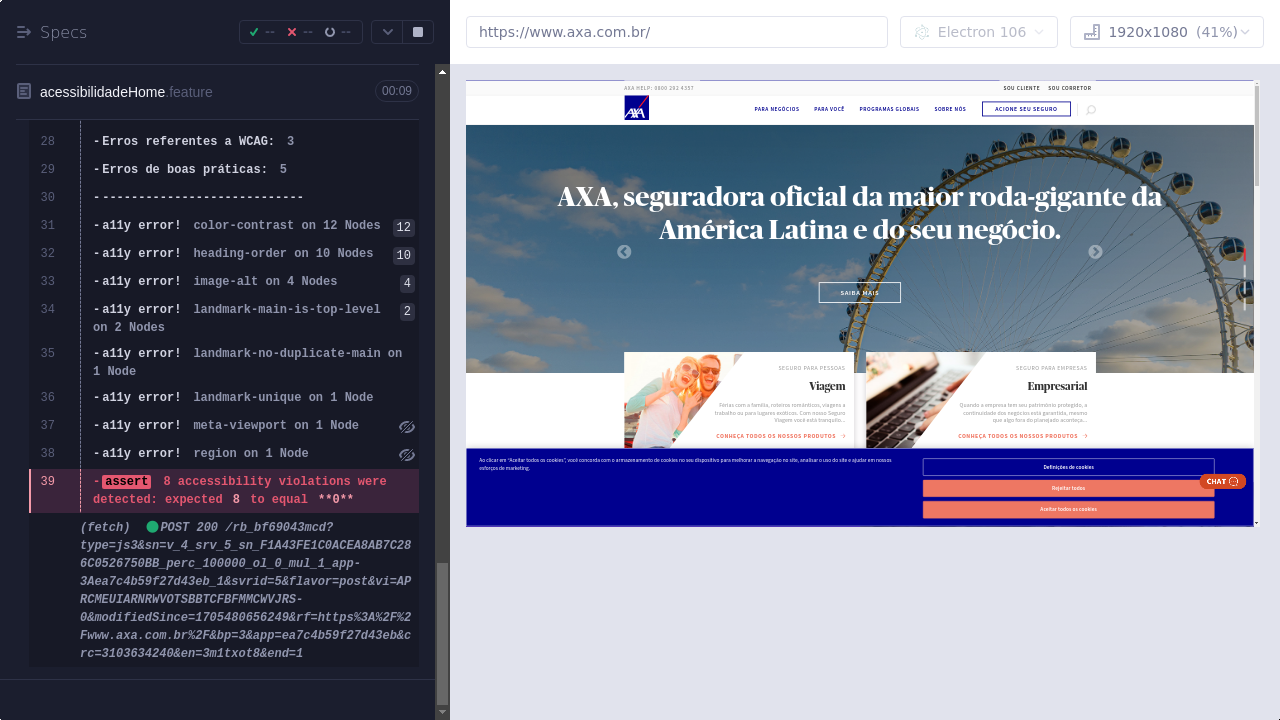 Specs
--
--
--
acessibilidadeHome.feature
00:09
28 -Erros referentes a WCAG: 3
29 -Erros de boas práticas: 5
30 -----------------------------
31 -a11y error! color-contrast on 12 Nodes 12
32 -a11y error! heading-order on 10 Nodes 10
33 -a11y error! image-alt on 4 Nodes 4
34 -a11y error! landmark-main-is-top-level on 2 Nodes 2
35 -a11y error! landmark-no-duplicate-main on 1 Node
36 -a11y error! landmark-unique on 1 Node
37 -a11y error! meta-viewport on 1 Node
38 -a11y error! region on 1 Node
39 -assert 8 accessibility violations were detected: expected 8 to equal **0**
(fetch) POST 200 /rb_bf69043mcd?
type=js3&sn=v_4_srv_5_sn_F1A43FE1C0ACEA8AB7C28
6C0526750BB_perc_100000_ol_0_mul_1_app-
3Aea7c4b59f27d43eb_1&svrid=5&flavor=post&vi=AP
RCMEUIARNRWVOTSBBTCFBFMMCWVJRS-
0&modifiedSince=1705480656249&rf=https%3A%2F%2
Fwww.axa.com.br%2F&bp=3&app=ea7c4b59f27d43eb&c
rc=3103634240&en=3m1txot8&end=1
https://www.axa.com.br/
Electron 106
1920x1080 (41%)
AXA HELP: 0800 292 4357
SOU CLIENTE
SOU CORRETOR
AXA
PARA NEGÓCIOS
PARA VOCÊ
PROGRAMAS GLOBAIS
SOBRE NÓS
ACIONE SEU SEGURO
AXA, seguradora oficial da maior roda-gigante da
América Latina e do seu negócio.
SAIBA MAIS
SEGURO PARA PESSOAS
Viagem
Férias com a família, roteiros românticos, viagens a
trabalho ou para lugares exóticos. Com nosso Seguro
Viagem você está tranquilo...
CONHEÇA TODOS OS NOSSOS PRODUTOS
SEGURO PARA EMPRESAS
Empresarial
Quando a empresa tem seu patrimônio protegido, a
continuidade dos negócios está garantida, mesmo
que algo fora do planejado aconteça...
CONHEÇA TODOS OS NOSSOS PRODUTOS
Ao clicar em "Aceitar todos os cookies", você concorda com o armazenamento de cookies no seu dispositivo para melhorar a navegação no site, analisar o uso do site e ajudar em nossos
esforços de marketing.
Definições de cookies
Rejeitar todos
Aceitar todos os cookies
CHAT